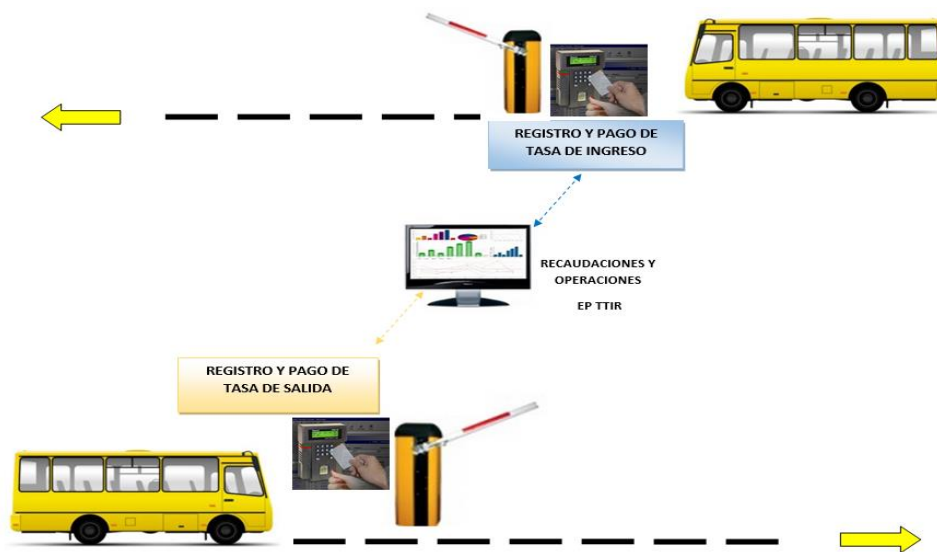 REGISTRO Y PAGO DE
TASA DE INGRESO
RECAUDACIONES Y
OPERACIONES
EP TTIR
REGISTRO Y PAGO DE
TASA DE SALIDA